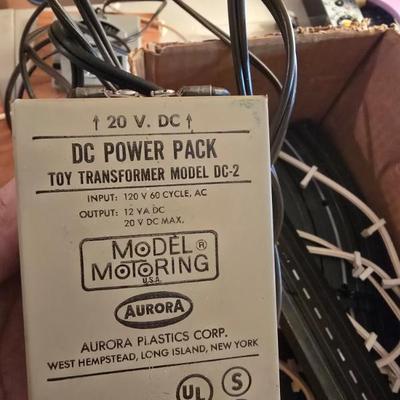 ↑ 20 V. DC ↑
DC POWER PACK
TOY TRANSFORMER MODEL DC-2
INPUT: 120 V 60 CYCLE, AC
OUTPUT: 12 VA DC
20 V DC MAX.
MODEL ®
MOTORING
U.S.A.
AURORA
AURORA PLASTICS CORP.
WEST HEMPSTEAD, LONG ISLAND, NEW YORK
UL S